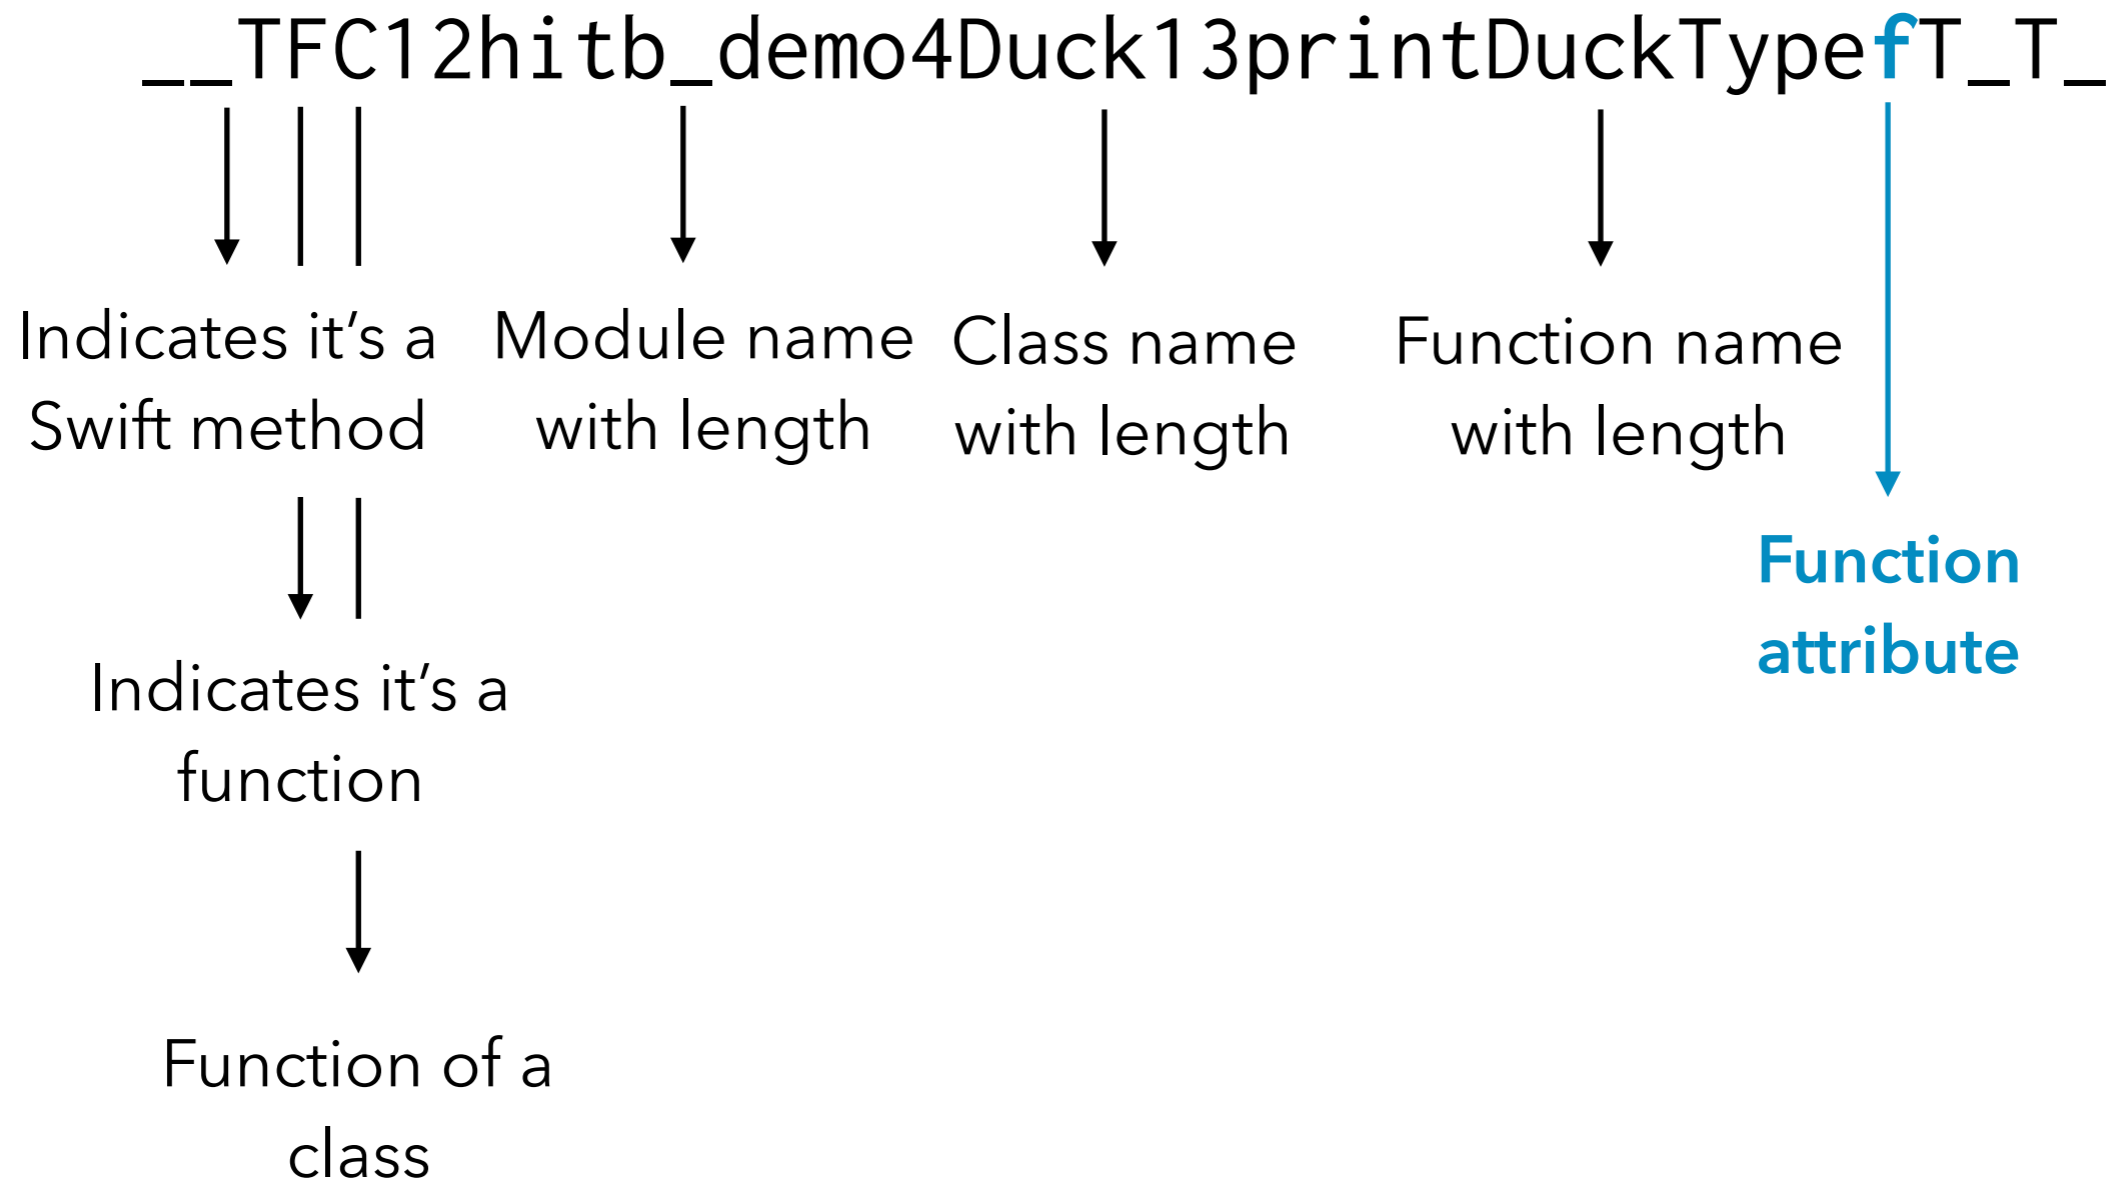 __TFC12hitb_demo4Duck13printDuckTypefT_T_
Indicates it’s a
Swift method
Module name
with length
Class name
with length
Function name
with length
Function
attribute
Indicates it’s a
function
Function of a
class